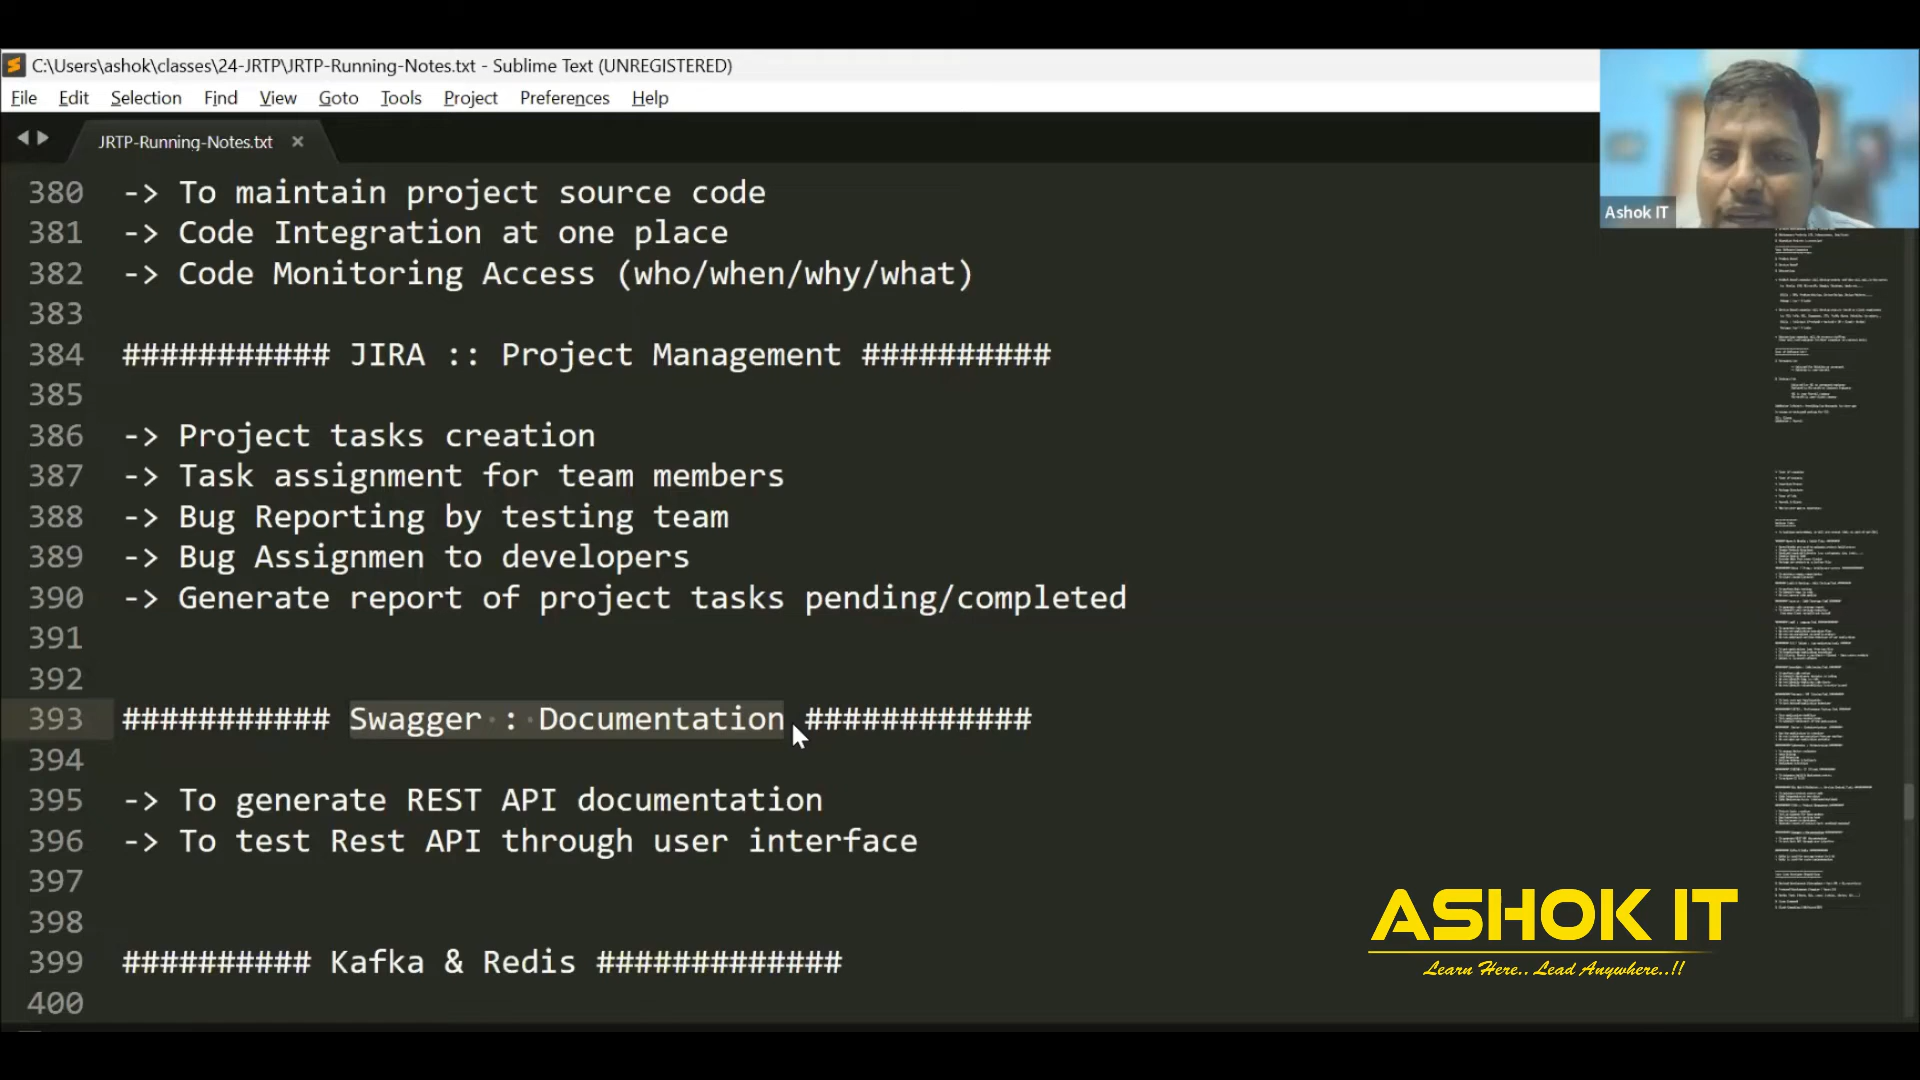 C:\Users\ashok\classes\24-JRTP\JRTP-Running-Notes.txt - Sublime Text (UNREGISTERED)
File Edit Selection Find View Goto Tools Project Preferences Help
JRTP-Running-Notes.txt
Ashok IT
380 -> To maintain project source code
381 -> Code Integration at one place
382 -> Code Monitoring Access (who/when/why/what)
383
384 ########### JIRA :: Project Management ##########
385
386 -> Project tasks creation
387 -> Task assignment for team members
388 -> Bug Reporting by testing team
389 -> Bug Assignmen to developers
390 -> Generate report of project tasks pending/completed
391
392
393 ########### Swagger : Documentation ############
394
395 -> To generate REST API documentation
396 -> To test Rest API through user interface
397
398
399 ########## Kafka & Redis #############
400
ASHOK IT
Learn Here.. Lead Anywhere..!!